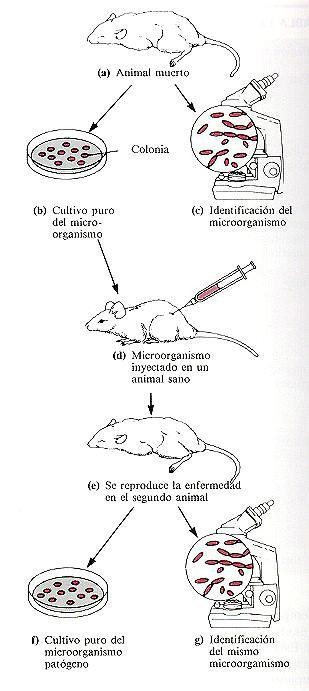 (a) Animal muerto
Colonia
(b) Cultivo puro
del micro-
organismo
(c) Identificación del
microorganismo
(d) Microorganismo
inyectado en un
animal sano
(e) Se reproduce la enfermedad
en el segundo animal
f) Cultivo puro del
microorganismo
patógeno
g) Identificación
del mismo
microorgamismo